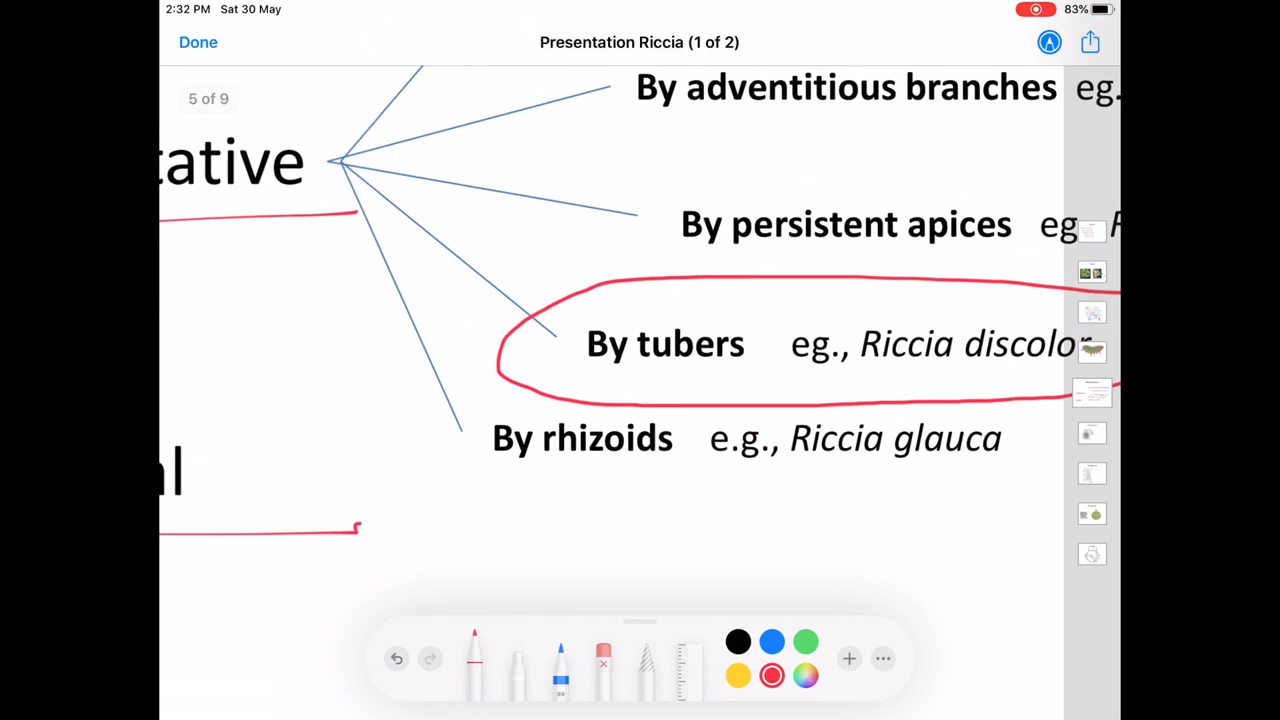 2:32 PM Sat 30 May 83%
Done Presentation Riccia (1 of 2)
5 of 9
By adventitious branches eg.
tative
By persistent apices eg
By tubers eg., Riccia discolor
By rhizoids e.g., Riccia glauca